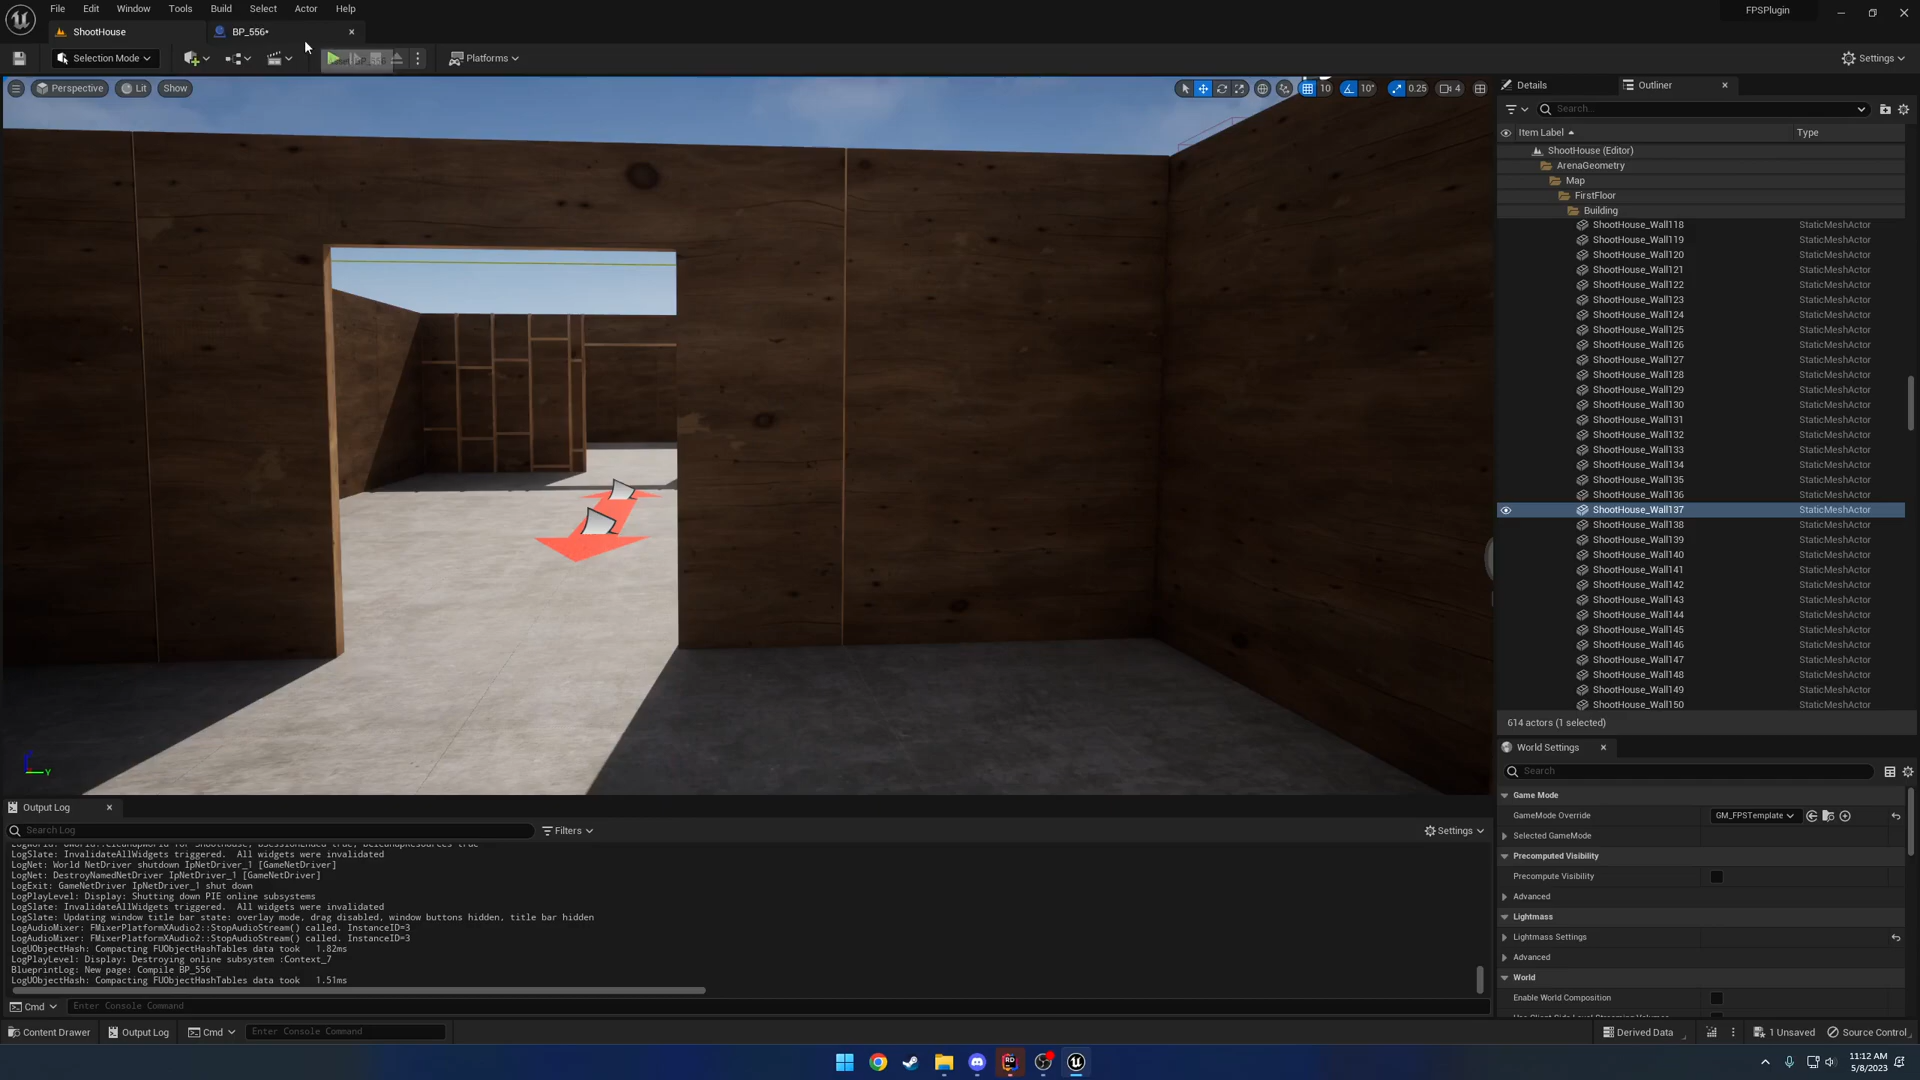 File Edit Window Tools Build Select Actor Help
FPSPlugin
ShootHouse
BP_556*
Selection Mode
Platforms
Settings
Perspective
Lit
Show
10
10°
0.25
4
Details
Outliner
Search...
Item Label
Type
ShootHouse (Editor)
ArenaGeometry
Map
FirstFloor
Building
ShootHouse_Wall118 StaticMeshActor
ShootHouse_Wall119 StaticMeshActor
ShootHouse_Wall120 StaticMeshActor
ShootHouse_Wall121 StaticMeshActor
ShootHouse_Wall122 StaticMeshActor
ShootHouse_Wall123 StaticMeshActor
ShootHouse_Wall124 StaticMeshActor
ShootHouse_Wall125 StaticMeshActor
ShootHouse_Wall126 StaticMeshActor
ShootHouse_Wall127 StaticMeshActor
ShootHouse_Wall128 StaticMeshActor
ShootHouse_Wall129 StaticMeshActor
ShootHouse_Wall130 StaticMeshActor
ShootHouse_Wall131 StaticMeshActor
ShootHouse_Wall132 StaticMeshActor
ShootHouse_Wall133 StaticMeshActor
ShootHouse_Wall134 StaticMeshActor
ShootHouse_Wall135 StaticMeshActor
ShootHouse_Wall136 StaticMeshActor
ShootHouse_Wall137 StaticMeshActor
ShootHouse_Wall138 StaticMeshActor
ShootHouse_Wall139 StaticMeshActor
ShootHouse_Wall140 StaticMeshActor
ShootHouse_Wall141 StaticMeshActor
ShootHouse_Wall142 StaticMeshActor
ShootHouse_Wall143 StaticMeshActor
ShootHouse_Wall144 StaticMeshActor
ShootHouse_Wall145 StaticMeshActor
ShootHouse_Wall146 StaticMeshActor
ShootHouse_Wall147 StaticMeshActor
ShootHouse_Wall148 StaticMeshActor
ShootHouse_Wall149 StaticMeshActor
ShootHouse_Wall150 StaticMeshActor
614 actors (1 selected)
World Settings
Search
Game Mode
GameMode Override GM_FPSTemplate
Selected GameMode
Precomputed Visibility
Precompute Visibility
Advanced
Lightmass
Lightmass Settings
Advanced
World
Enable World Composition
Y
Output Log
Search Log
Filters
Settings
LogSlate: InvalidateAllWidgets triggered. All widgets were invalidated
LogNet: World NetDriver shutdown IpNetDriver_1 [GameNetDriver]
LogNet: DestroyNamedNetDriver IpNetDriver_1 [GameNetDriver]
LogExit: GameNetDriver IpNetDriver_1 shut down
LogPlayLevel: Display: Shutting down PIE online subsystems
LogSlate: InvalidateAllWidgets triggered. All widgets were invalidated
LogSlate: Updating window title bar state: overlay mode, drag disabled, window buttons hidden, title bar hidden
LogAudioMixer: FMixerPlatformXAudio2::StopAudioStream() called. InstanceID=3
LogAudioMixer: FMixerPlatformXAudio2::StopAudioStream() called. InstanceID=3
LogUObjectHash: Compacting FUObjectHashTables data took 1.82ms
LogPlayLevel: Display: Destroying online subsystem :Context_7
BlueprintLog: New page: Compile BP_556
LogUObjectHash: Compacting FUObjectHashTables data took 1.51ms
Cmd Enter Console Command
Content Drawer
Output Log
Cmd
Enter Console Command
Derived Data
1 Unsaved
Source Control
11:12 AM
5/8/2023